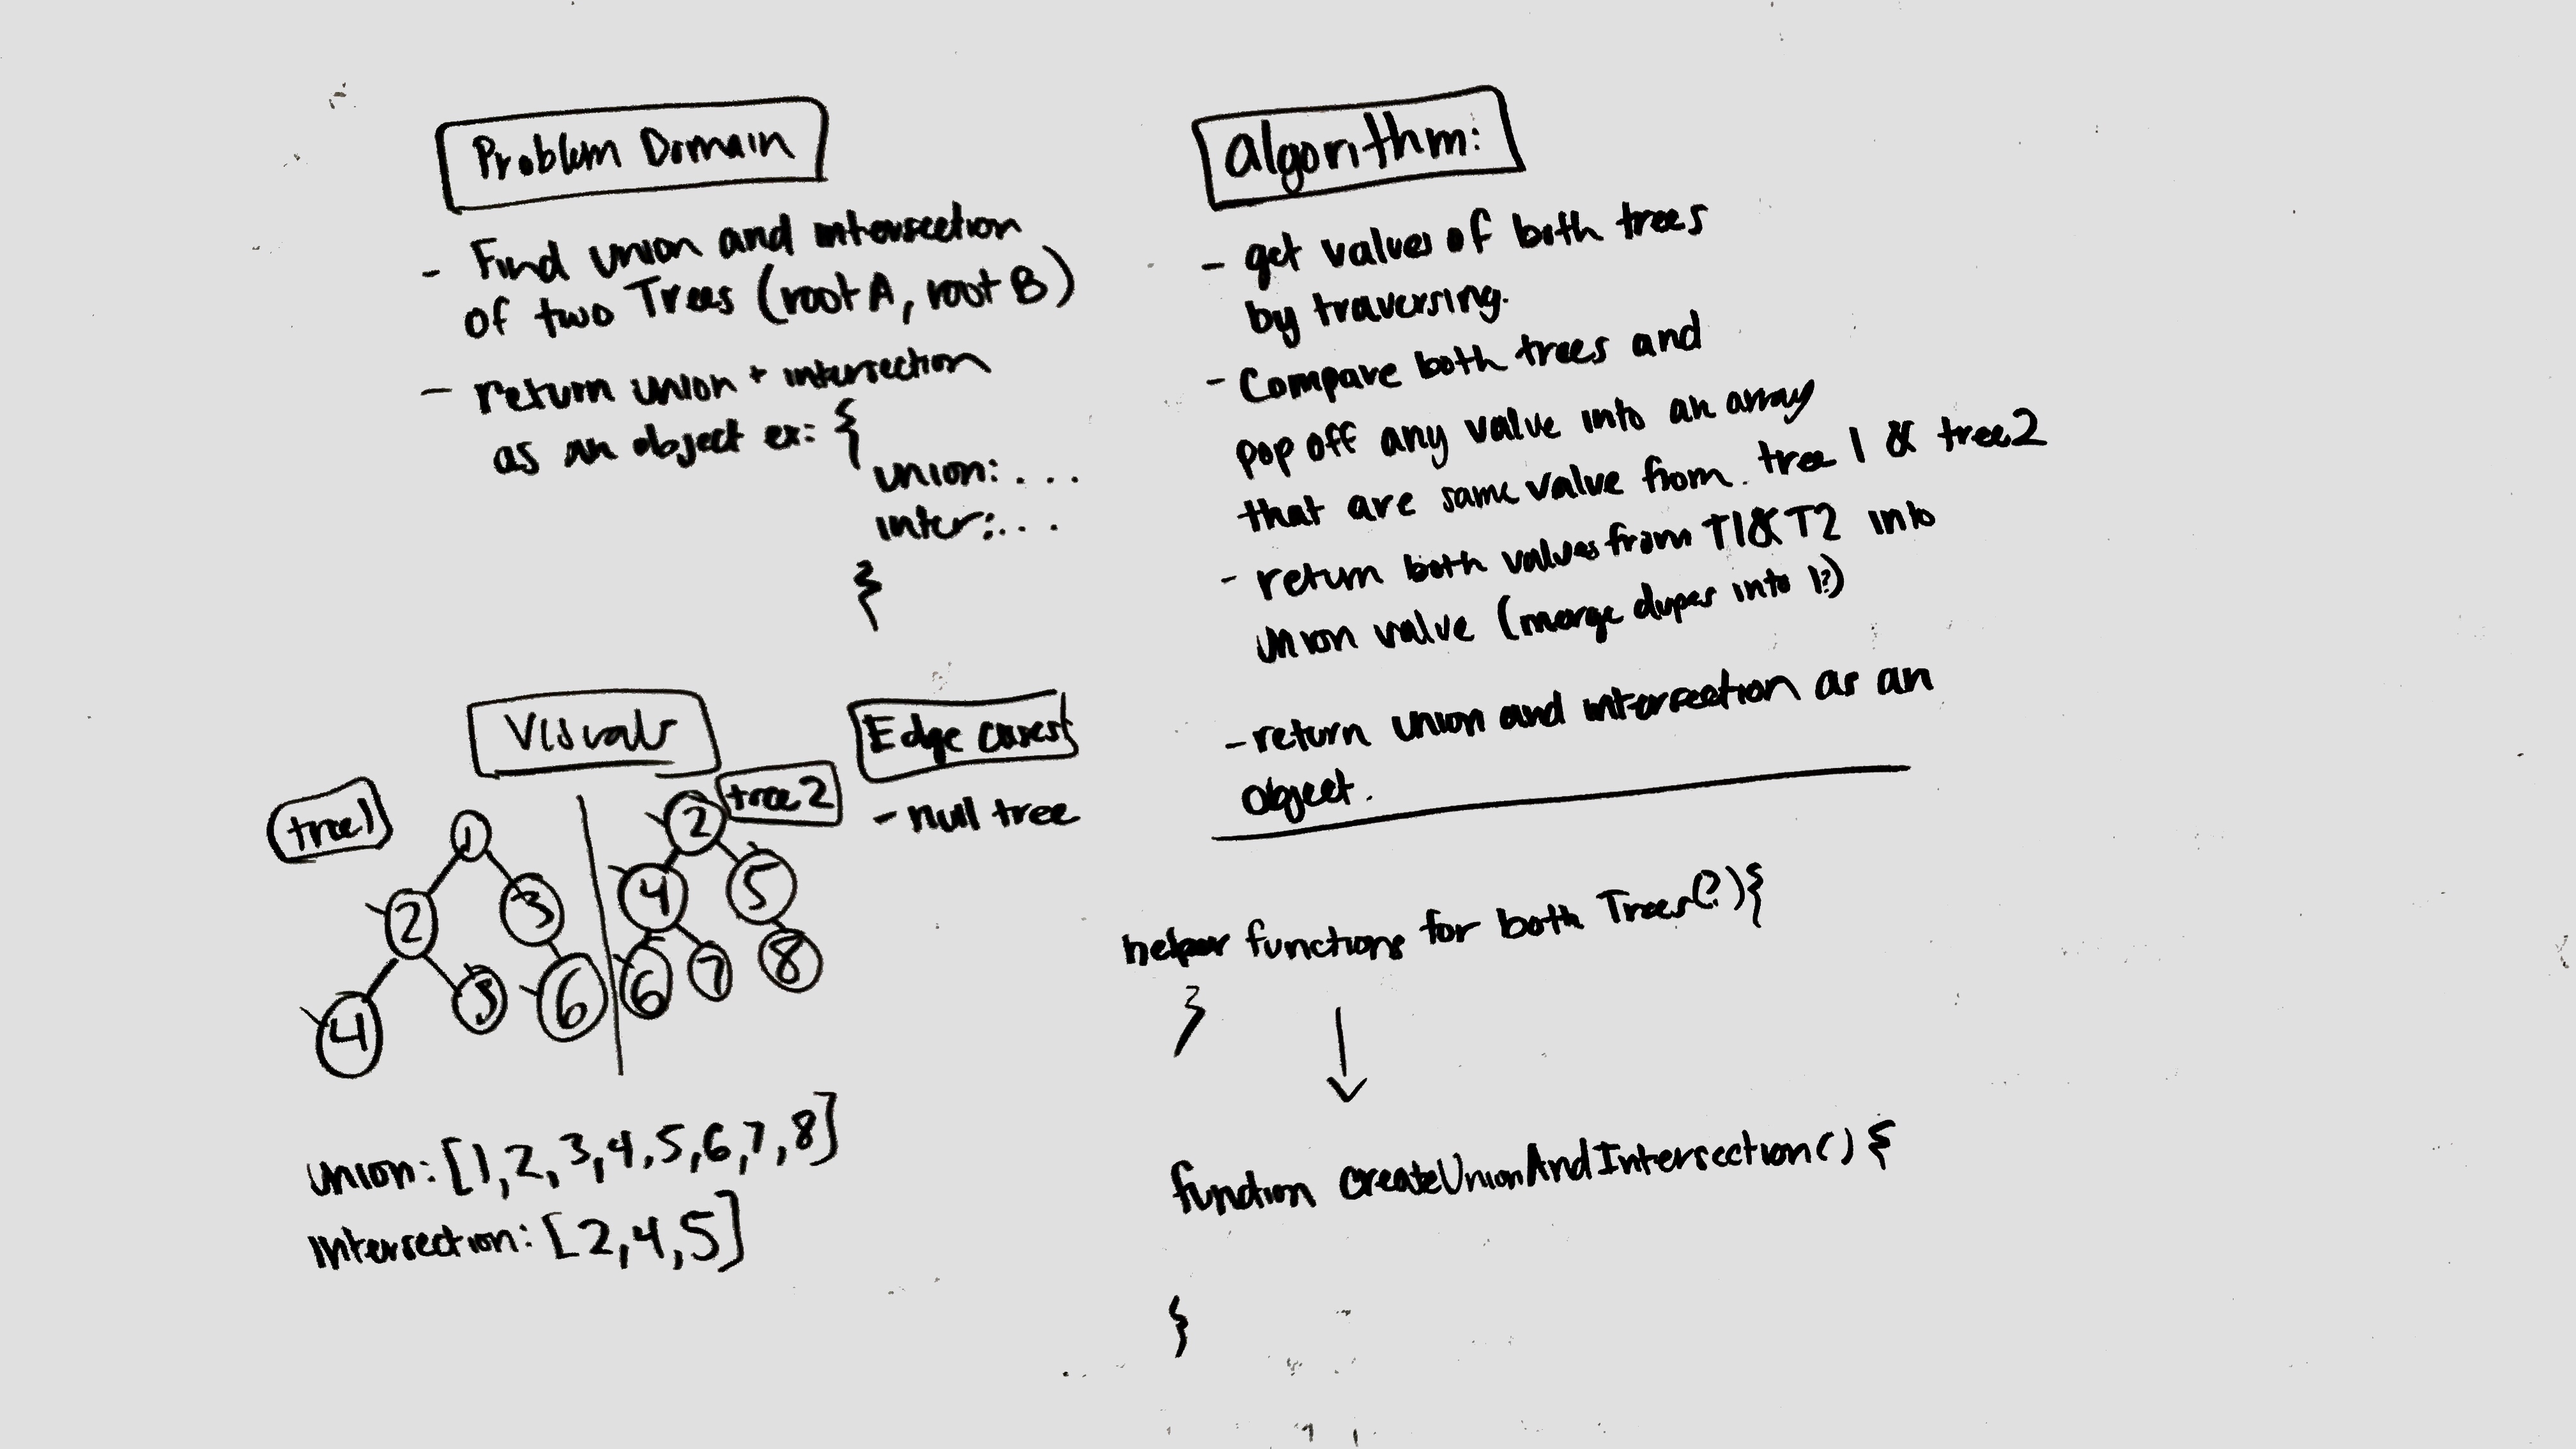 Problem Domain
- Find union and intersection
of two Trees (rootA, rootB)
- return union + intersection
as an object ex: {
union: . . .
inter: . . .
}
Visuals
tree1
1
2 3
4 5 6
tree2
2
4 5
6 7 8
Edge cases
- null tree
union: [1,2,3,4,5,6,7,8]
intersection: [2,4,5]
algorithm:
- get values of both trees
by traversing.
- Compare both trees and
pop off any value into an array
that are same value from tree 1 & tree2
- return both values from T1&T2 into
union value (merge dupes into 1?)
- return union and intersection as an
object.
helper functions for both Trees(?){
}
function createUnionAndIntersection() {
}